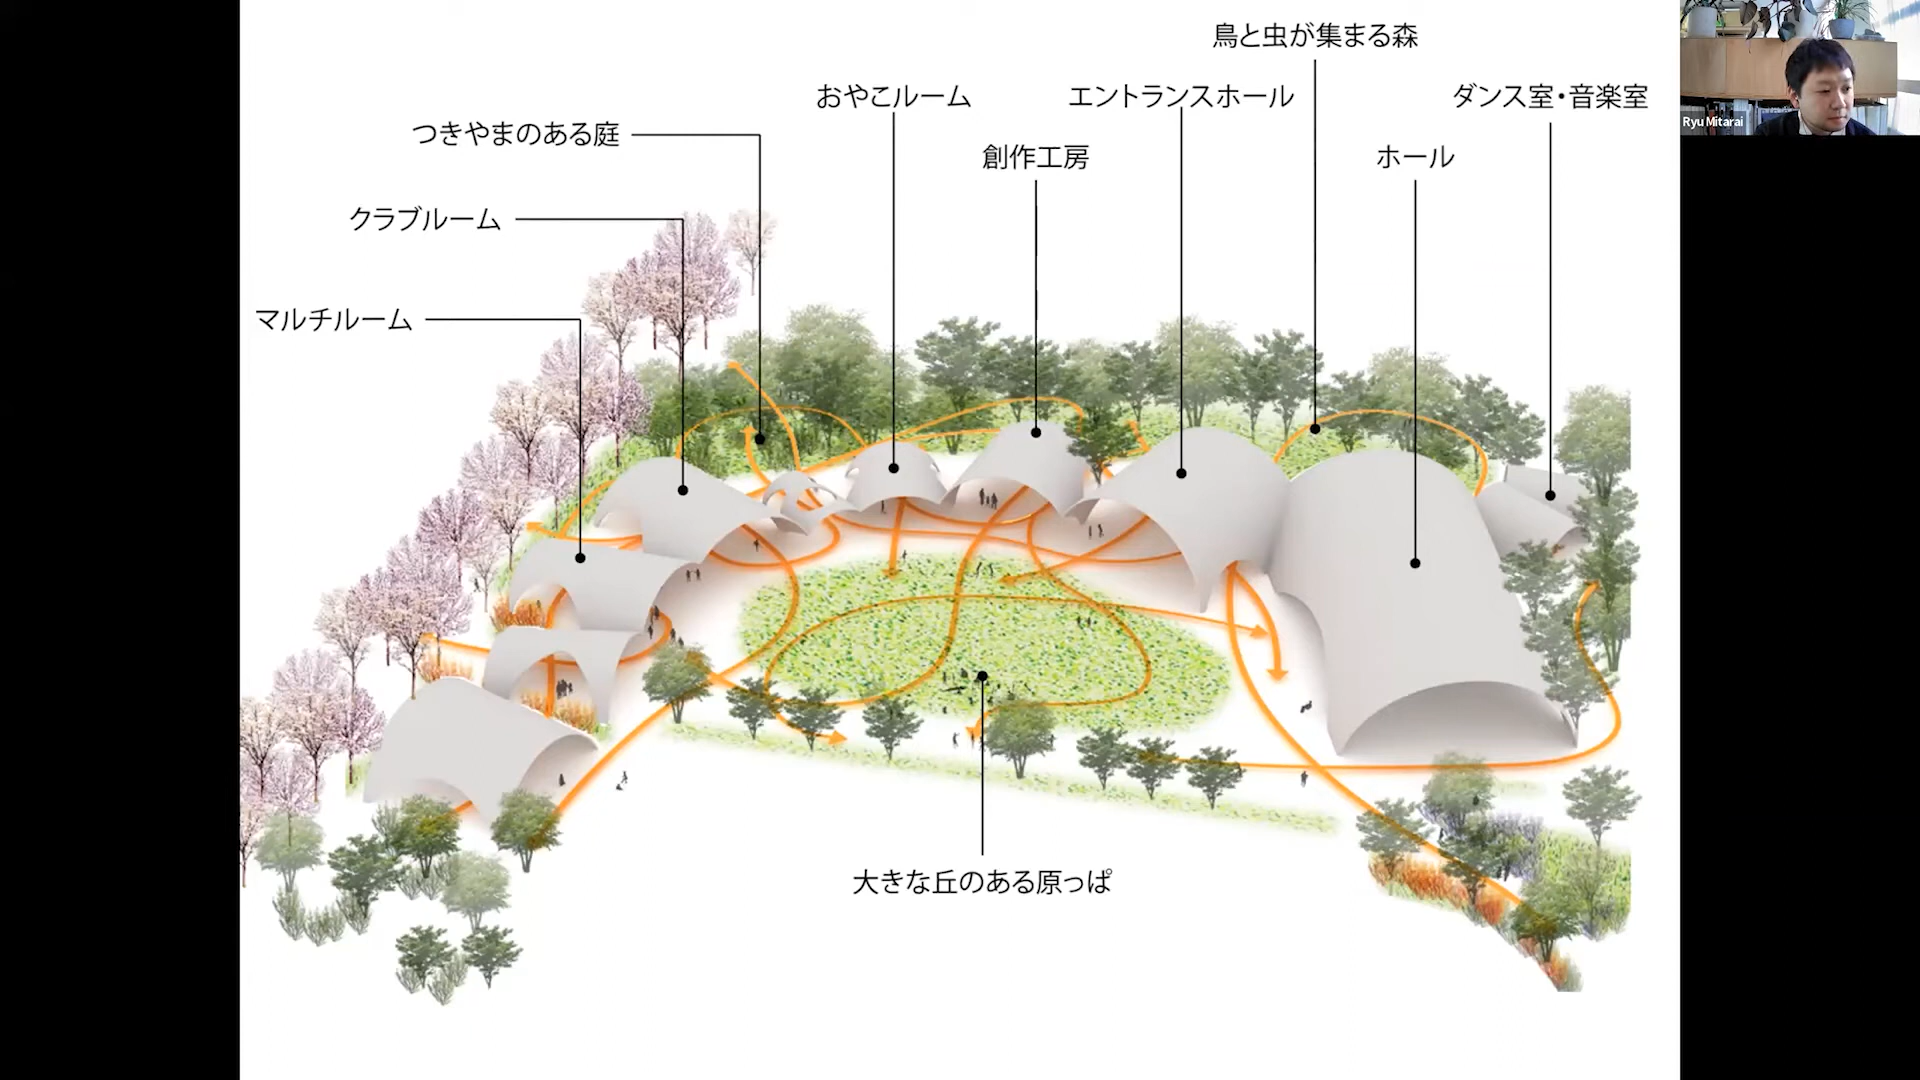 鳥と虫が集まる森
おやこルーム
エントランスホール
ダンス室・音楽室
つきやまのある庭
創作工房
ホール
クラブルーム
マルチルーム
大きな丘のある原っぱ
Ryu Mitarai